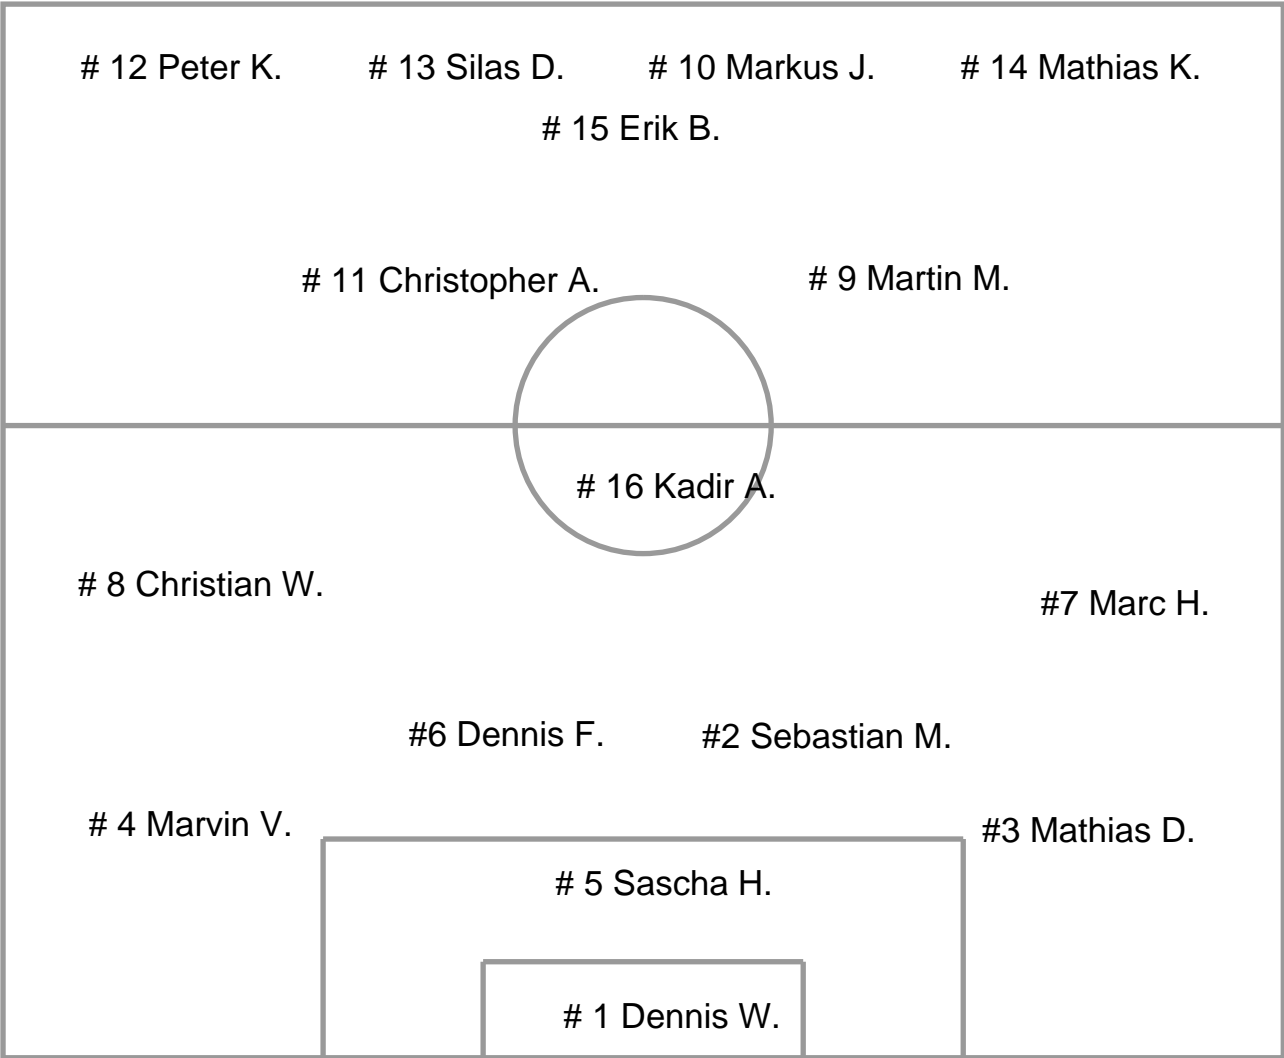 # 12 Peter K.
# 13 Silas D.
# 10 Markus J.
# 14 Mathias K.
# 15 Erik B.
# 11 Christopher A.
# 9 Martin M.
# 16 Kadir A.
# 8 Christian W.
#7 Marc H.
#6 Dennis F.
#2 Sebastian M.
# 4 Marvin V.
#3 Mathias D.
# 5 Sascha H.
# 1 Dennis W.